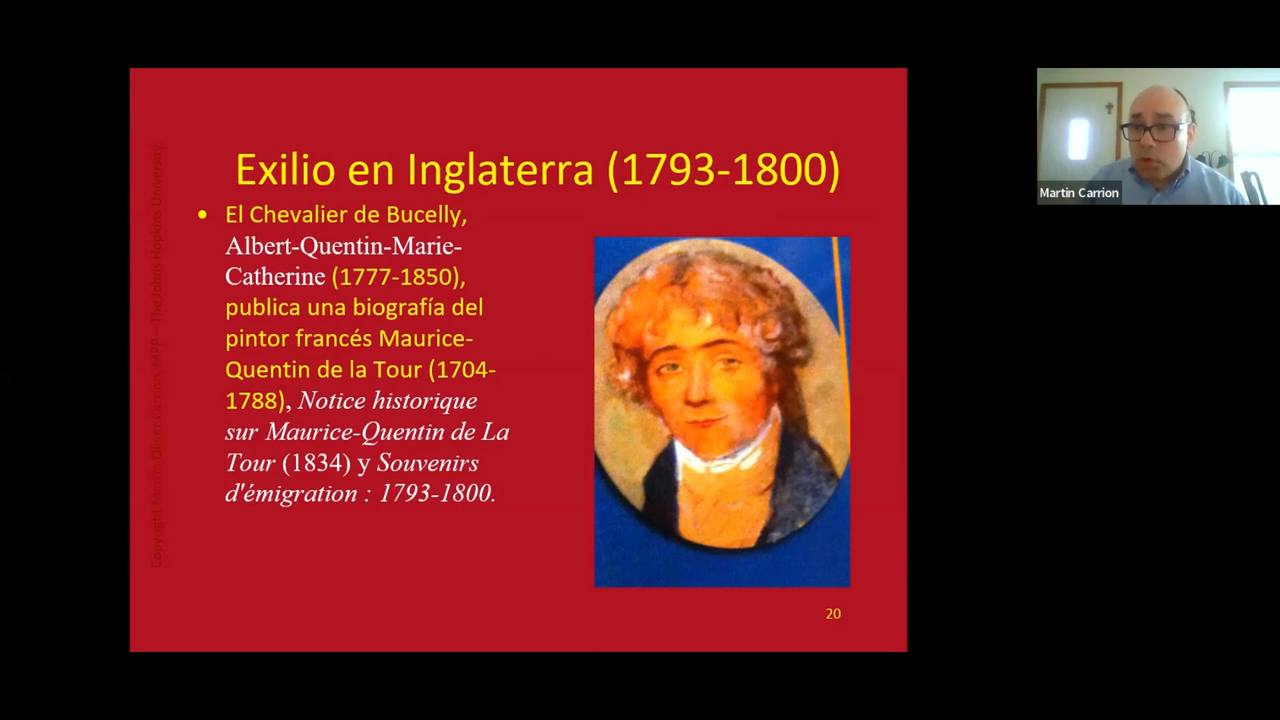 Exilio en Inglaterra (1793-1800)
• El Chevalier de Bucelly,
Albert-Quentin-Marie-
Catherine (1777-1850),
publica una biografía del
pintor francés Maurice-
Quentin de la Tour (1704-
1788), Notice historique
sur Maurice-Quentin de La
Tour (1834) y Souvenirs
d'émigration : 1793-1800.
20
Martin Carrion